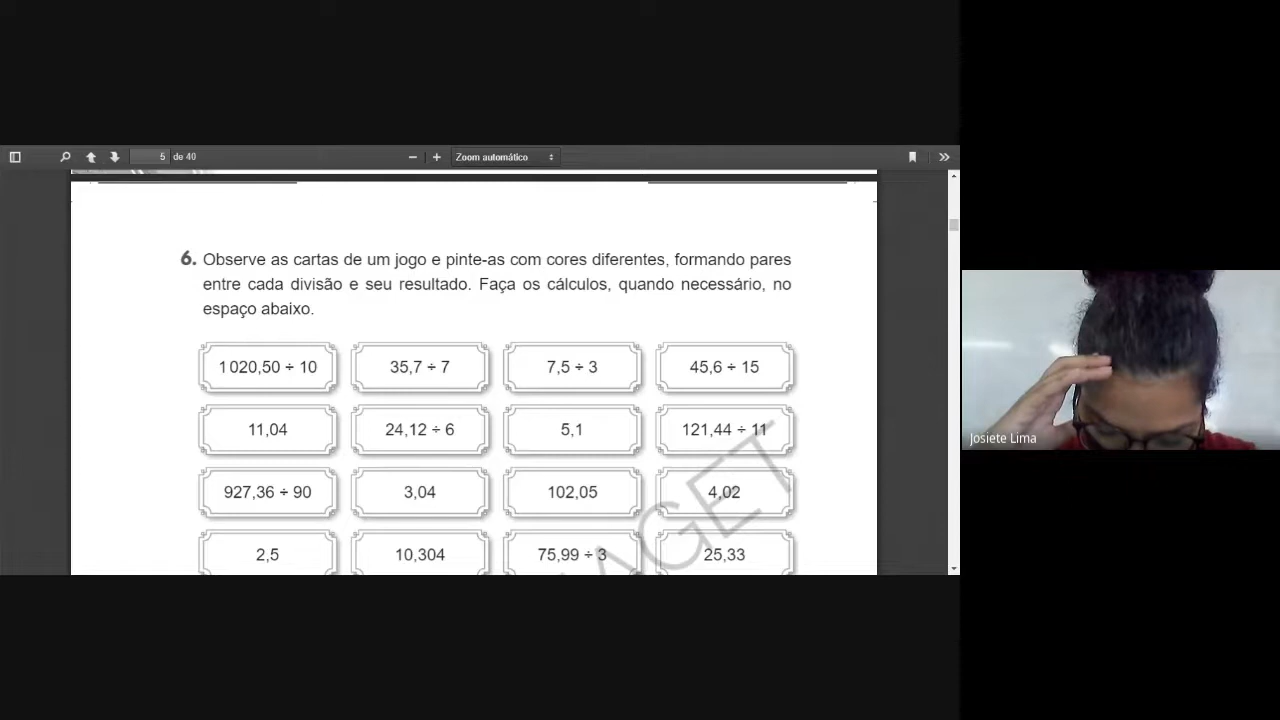 5 de 40
Zoom automático
6. Observe as cartas de um jogo e pinte-as com cores diferentes, formando pares
entre cada divisão e seu resultado. Faça os cálculos, quando necessário, no
espaço abaixo.
1 020,50 ÷ 10 35,7 ÷ 7 7,5 ÷ 3 45,6 ÷ 15
11,04 24,12 ÷ 6 5,1 121,44 ÷ 11
927,36 ÷ 90 3,04 102,05 4,02
2,5 10,304 75,99 ÷ 3 25,33
Josiete Lima